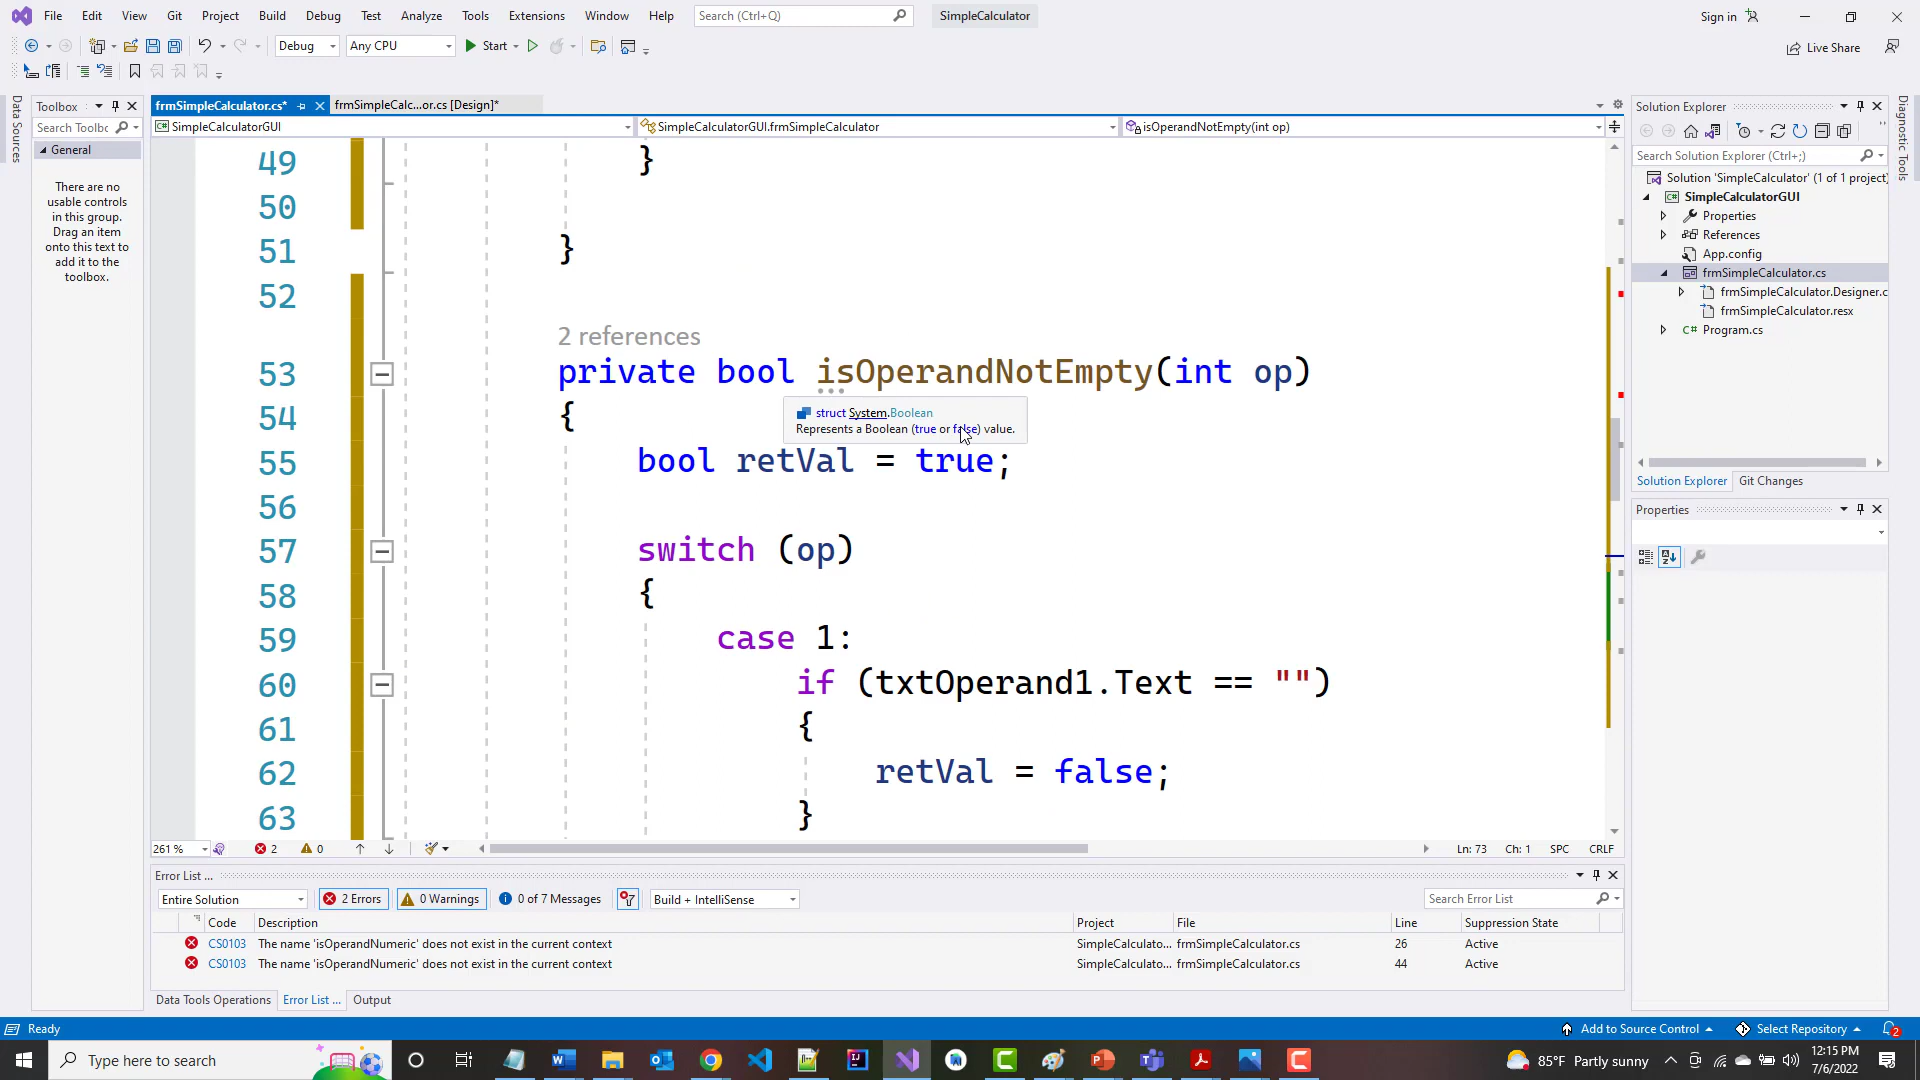 File Edit View Git Project Build Debug Test Analyze Tools Extensions Window Help Search (Ctrl+Q) SimpleCalculator Sign in
Debug Any CPU Start Live Share
Data Sources
Toolbox
Search Toolbo
General
There are no
usable controls
in this group.
Drag an item
onto this text to
add it to the
toolbox.
frmSimpleCalculator.cs* frmSimpleCalc...or.cs [Design]*
SimpleCalculatorGUI SimpleCalculatorGUI.frmSimpleCalculator isOperandNotEmpty(int op)
49 }
50
51 }
52
2 references
53 private bool isOperandNotEmpty(int op)
54 {
struct System.Boolean
Represents a Boolean (true or false) value.
55 bool retVal = true;
56
57 switch (op)
58 {
59 case 1:
60 if (txtOperand1.Text == "")
61 {
62 retVal = false;
63 }
261 % 2 0 Ln: 73 Ch: 1 SPC CRLF
Error List ...
Entire Solution 2 Errors 0 Warnings 0 of 7 Messages Build + IntelliSense Search Error List
Code Description Project File Line Suppression State
CS0103 The name 'isOperandNumeric' does not exist in the current context SimpleCalculato... frmSimpleCalculator.cs 26 Active
CS0103 The name 'isOperandNumeric' does not exist in the current context SimpleCalculato... frmSimpleCalculator.cs 44 Active
Data Tools Operations Error List ... Output
Solution Explorer
Search Solution Explorer (Ctrl+;)
Solution 'SimpleCalculator' (1 of 1 project)
SimpleCalculatorGUI
Properties
References
App.config
frmSimpleCalculator.cs
frmSimpleCalculator.Designer.c
frmSimpleCalculator.resx
Program.cs
Solution Explorer Git Changes
Properties
Diagnostic Tools
Ready Add to Source Control Select Repository 2
Type here to search 85°F Partly sunny 12:15 PM
7/6/2022